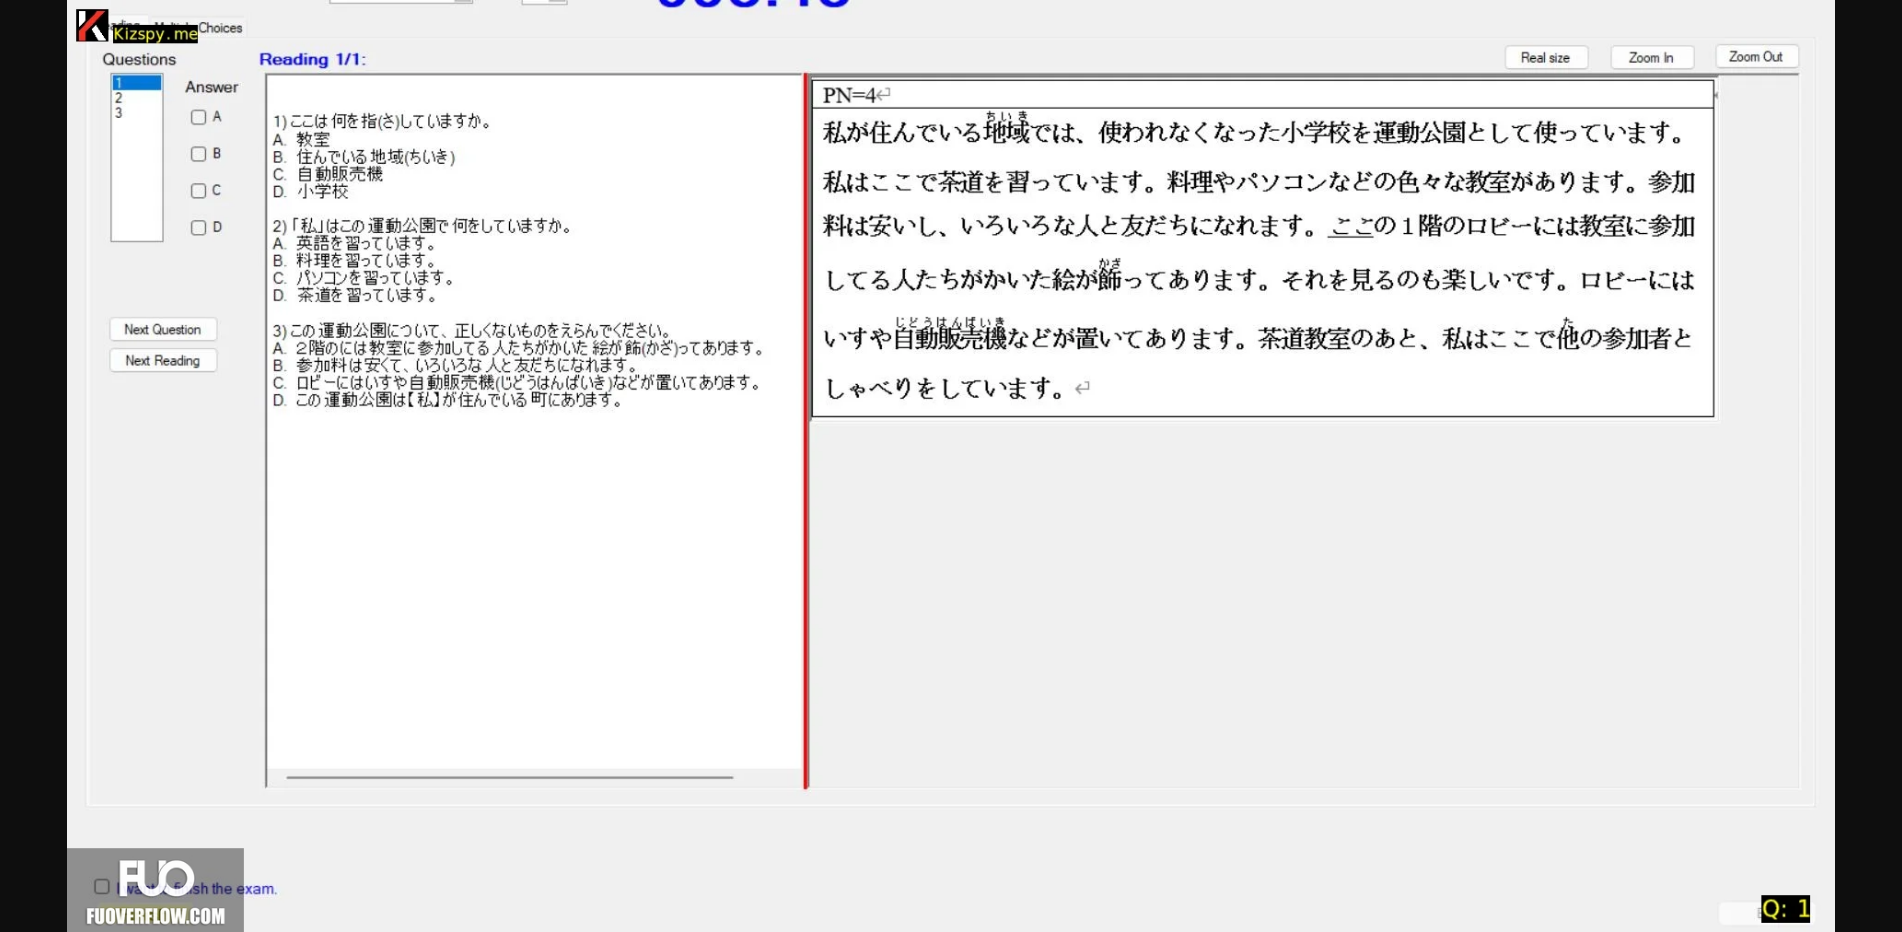 Kizspy.me
Choices
Questions
Reading 1/1:
Real size
Zoom In
Zoom Out
1
2
3
Answer
A
B
C
D
Next Question
Next Reading
1) ここは 何を指(さ)していますか。
A. 教室
B. 住んでいる 地域(ちいき)
C. 自動販売機
D. 小学校
2) 「私」はこの 運動公園で 何をしていますか。
A. 英語を 習っています。
B. 料理を 習っています。
C. パソコンを 習っています。
D. 茶道を 習っています。
3) この 運動公園について、正しくないものをえらんでください。
A. 2階のには教室に参加してる 人たちがかいた 絵が 飾(かざ)ってあります。
B. 参加料は 安くて、いろいろな 人と友だちになれます。
C. ロビーにはいすや自動販売機(じどうはんばいき)などが置いてあります。
D. この 運動公園は【私】が住んでいる 町にあります。
PN=4
ちいき
私が住んでいる地域では、使われなくなった小学校を運動公園として使っています。
私はここで茶道を習っています。料理やパソコンなどの色々な教室があります。参加
料は安いし、いろいろな人と友だちになれます。ここの1階のロビーには教室に参加
かざ
してる人たちがかいた絵が飾ってあります。それを見るのも楽しいです。ロビーには
じどうはんばいき た
いすや自動販売機などが置いてあります。茶道教室のあと、私はここで他の参加者と
しゃべりをしています。
FUO
finish the exam.
FUOVERFLOW.COM
Q: 1